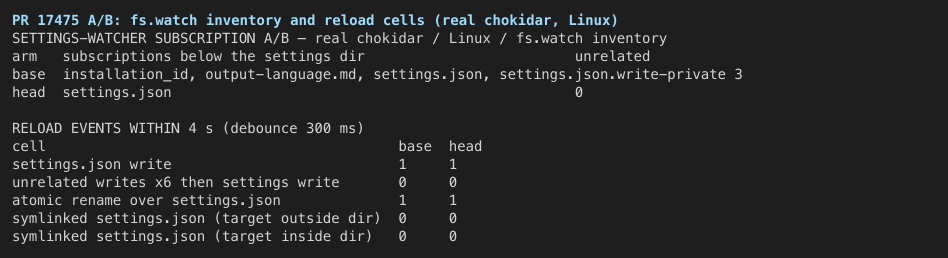 PR 17475 A/B: fs.watch inventory and reload cells (real chokidar, Linux)
SETTINGS-WATCHER SUBSCRIPTION A/B — real chokidar / Linux / fs.watch inventory
arm subscriptions below the settings dir unrelated
base installation_id, output-language.md, settings.json, settings.json.write-private 3
head settings.json 0
RELOAD EVENTS WITHIN 4 s (debounce 300 ms)
cell base head
settings.json write 1 1
unrelated writes x6 then settings write 0 0
atomic rename over settings.json 1 1
symlinked settings.json (target outside dir) 0 0
symlinked settings.json (target inside dir) 0 0